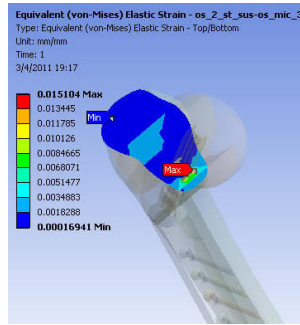 Equivalent (von-Mises) Elastic Strain - os_2_st_sus-os_mic_3
Type: Equivalent (von-Mises) Elastic Strain - Top/Bottom
Unit: mm/mm
Time: 1
3/4/2011 19:17
0.015104 Max
0.013445
0.011785
0.010126
0.0084665
0.0068071
0.0051477
0.0034883
0.0018288
0.00016941 Min
Min
Max